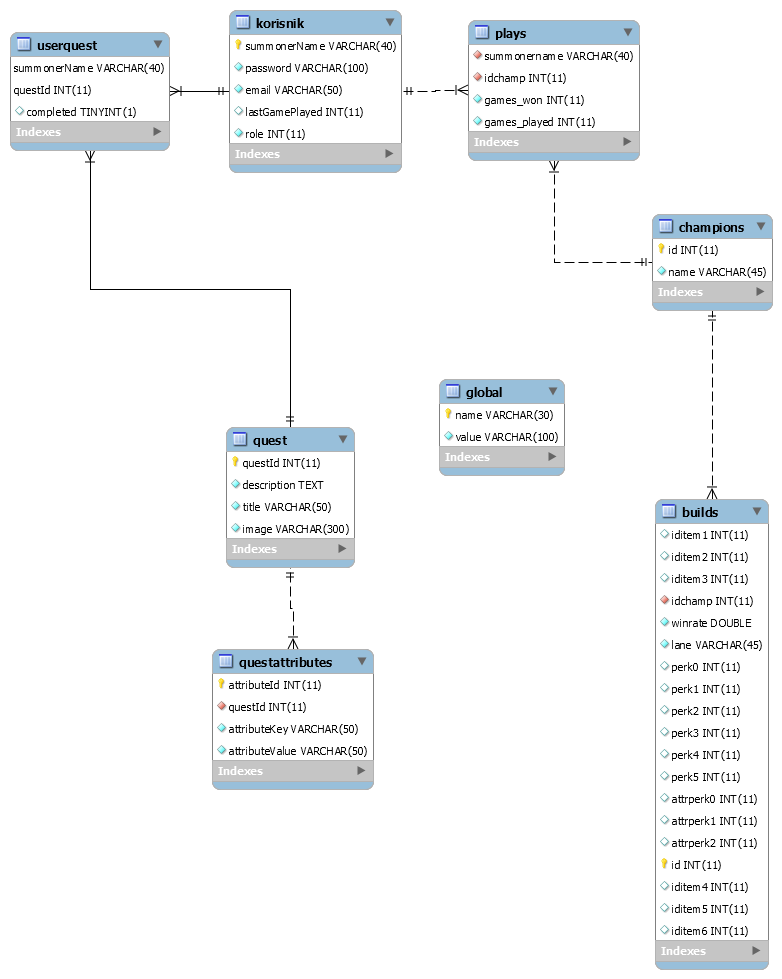 userquest
summonerName VARCHAR(40)
questId INT(11)
completed TINYINT(1)
Indexes
korisnik
summonerName VARCHAR(40)
password VARCHAR(100)
email VARCHAR(50)
lastGamePlayed INT(11)
role INT(11)
Indexes
plays
summonername VARCHAR(40)
idchamp INT(11)
games_won INT(11)
games_played INT(11)
Indexes
champions
id INT(11)
name VARCHAR(45)
Indexes
global
name VARCHAR(30)
value VARCHAR(100)
Indexes
quest
questId INT(11)
description TEXT
title VARCHAR(50)
image VARCHAR(300)
Indexes
questattributes
attributeId INT(11)
questId INT(11)
attributeKey VARCHAR(50)
attributeValue VARCHAR(50)
Indexes
builds
iditem1 INT(11)
iditem2 INT(11)
iditem3 INT(11)
idchamp INT(11)
winrate DOUBLE
lane VARCHAR(45)
perk0 INT(11)
perk1 INT(11)
perk2 INT(11)
perk3 INT(11)
perk4 INT(11)
perk5 INT(11)
attrperk0 INT(11)
attrperk1 INT(11)
attrperk2 INT(11)
id INT(11)
iditem4 INT(11)
iditem5 INT(11)
iditem6 INT(11)
Indexes